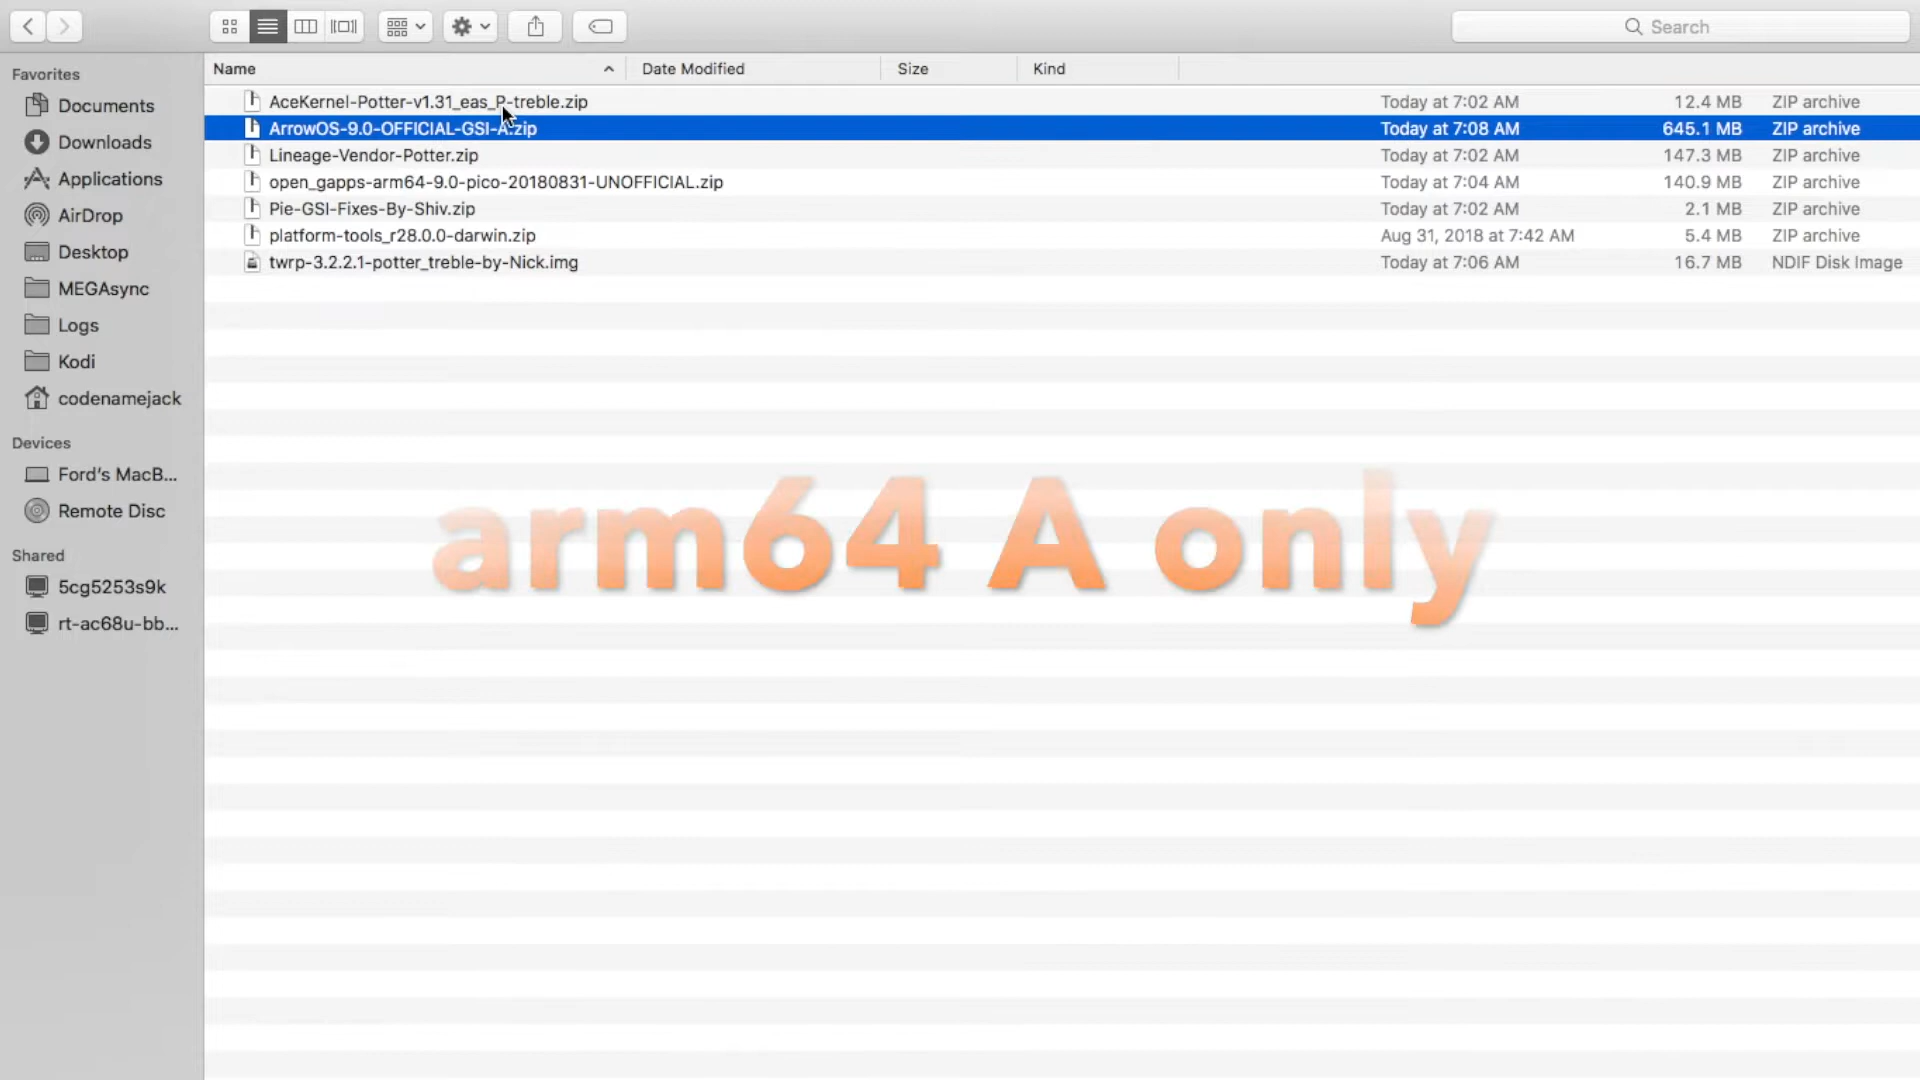 Search
Favorites
Documents
Downloads
Applications
AirDrop
Desktop
MEGAsync
Logs
Kodi
codenamejack
Devices
Ford's MacB...
Remote Disc
Shared
5cg5253s9k
rt-ac68u-bb...
Name Date Modified Size Kind
AceKernel-Potter-v1.31_eas_P-treble.zip Today at 7:02 AM 12.4 MB ZIP archive
ArrowOS-9.0-OFFICIAL-GSI-A.zip Today at 7:08 AM 645.1 MB ZIP archive
Lineage-Vendor-Potter.zip Today at 7:02 AM 147.3 MB ZIP archive
open_gapps-arm64-9.0-pico-20180831-UNOFFICIAL.zip Today at 7:04 AM 140.9 MB ZIP archive
Pie-GSI-Fixes-By-Shiv.zip Today at 7:02 AM 2.1 MB ZIP archive
platform-tools_r28.0.0-darwin.zip Aug 31, 2018 at 7:42 AM 5.4 MB ZIP archive
twrp-3.2.2.1-potter_treble-by-Nick.img Today at 7:06 AM 16.7 MB NDIF Disk Image
arm64 A only